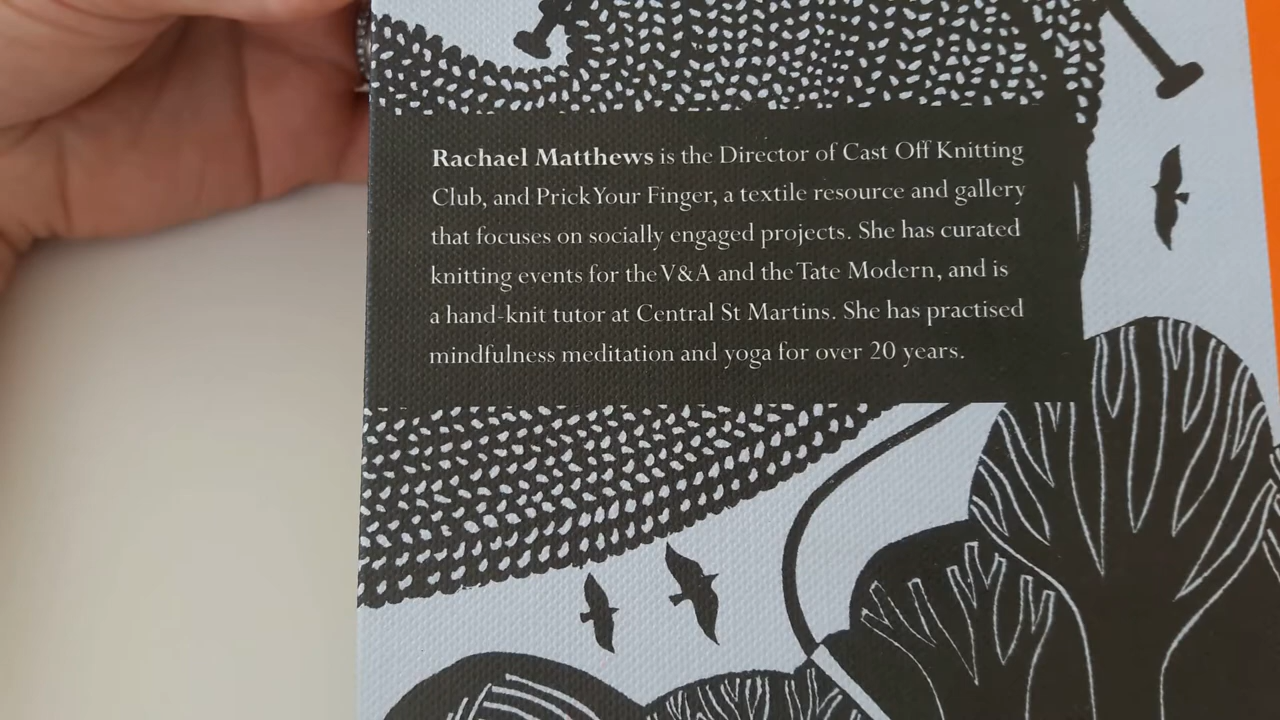 Rachael Matthews is the Director of Cast Off Knitting
Club, and Prick Your Finger, a textile resource and gallery
that focuses on socially engaged projects. She has curated
knitting events for the V&A and the Tate Modern, and is
a hand-knit tutor at Central St Martins. She has practised
mindfulness meditation and yoga for over 20 years.